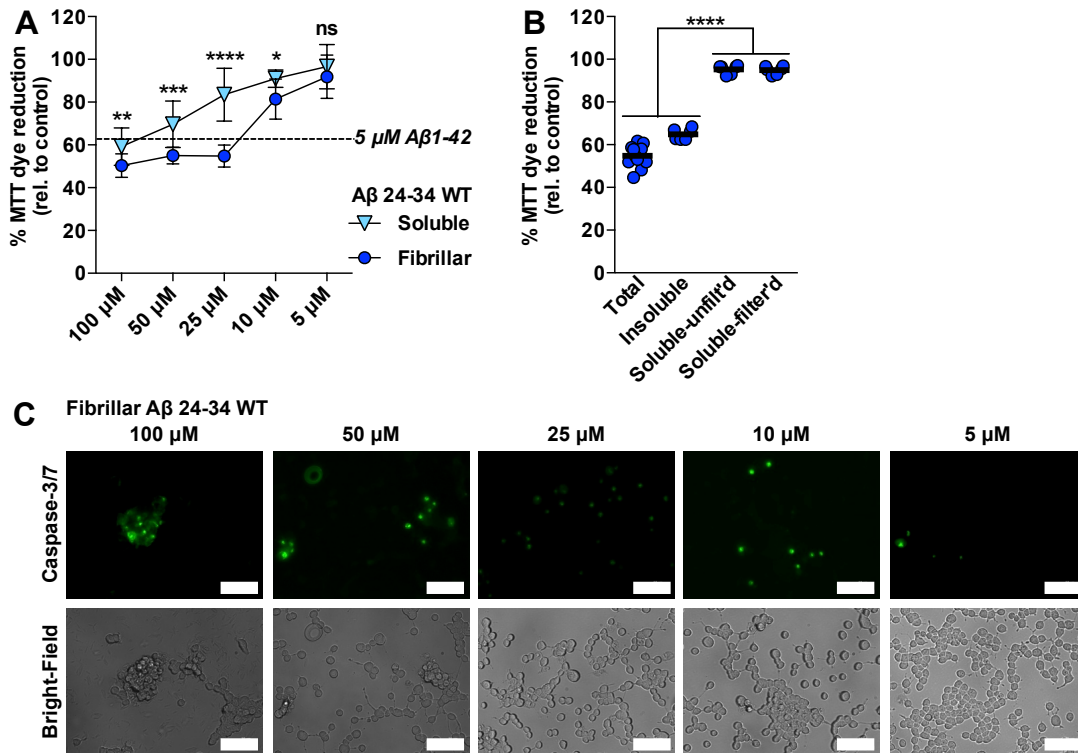 A
% MTT dye reduction
(rel. to control)
120
100
80
60
40
20
0
**
***
****
*
ns
5 µM Aβ1-42
Aβ 24-34 WT
Soluble
Fibrillar
100 µM
50 µM
25 µM
10 µM
5 µM
B
% MTT dye reduction
(rel. to control)
120
100
80
60
40
20
0
****
Total
Insoluble
Soluble-unfilt'd
Soluble-filter'd
C
Fibrillar Aβ 24-34 WT
100 µM
50 µM
25 µM
10 µM
5 µM
Caspase-3/7
Bright-Field